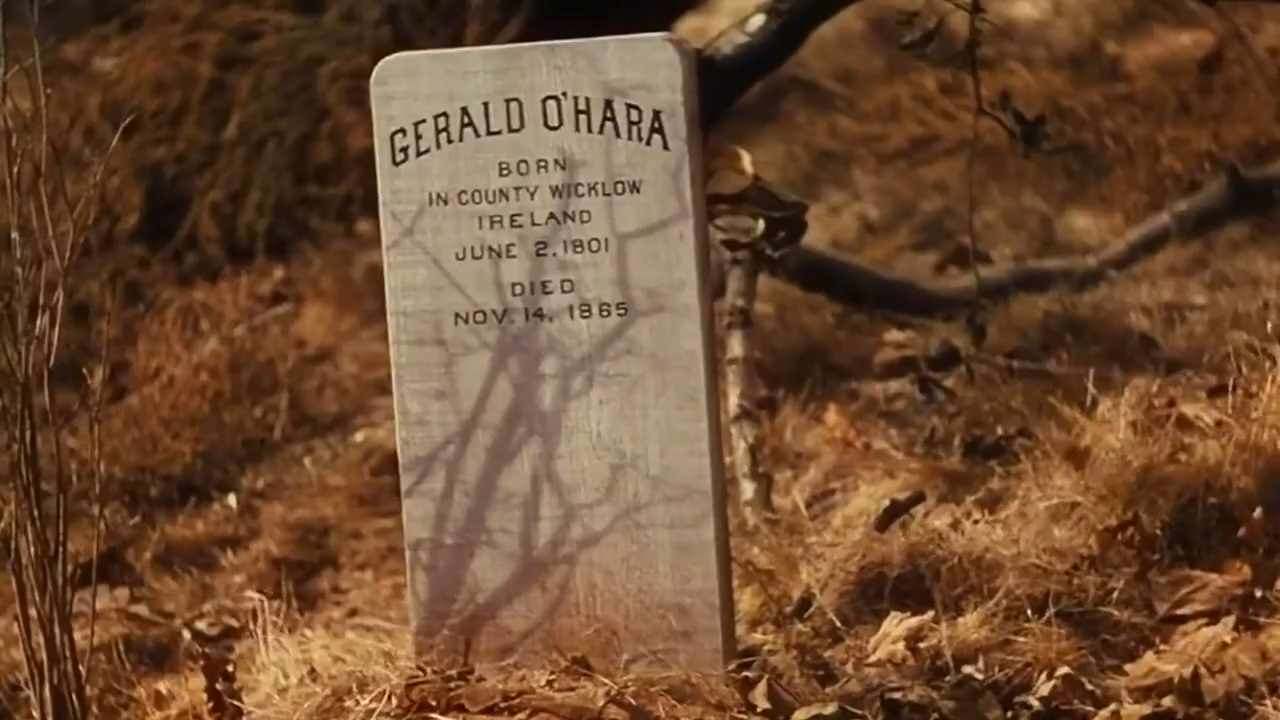 GERALD O'HARA
BORN
IN COUNTY WICKLOW
IRELAND
JUNE 2, 1801
DIED
NOV. 14, 1865